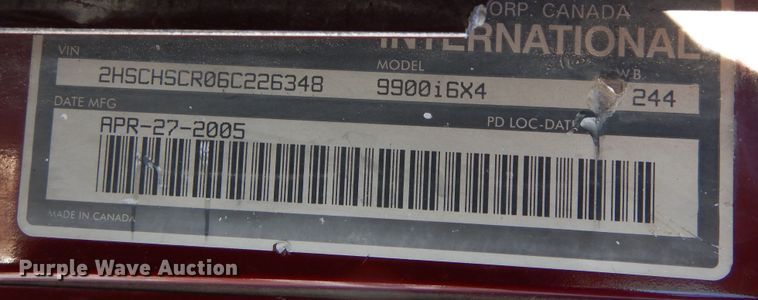 CORP. CANADA
INTERNATIONAL
VIN MODEL W.B.
2HSCHSCR06C226348 9900i6X4 244
DATE MFG PD LOC-DATE
APR-27-2005
MADE IN CANADA
Purple Wave Auction